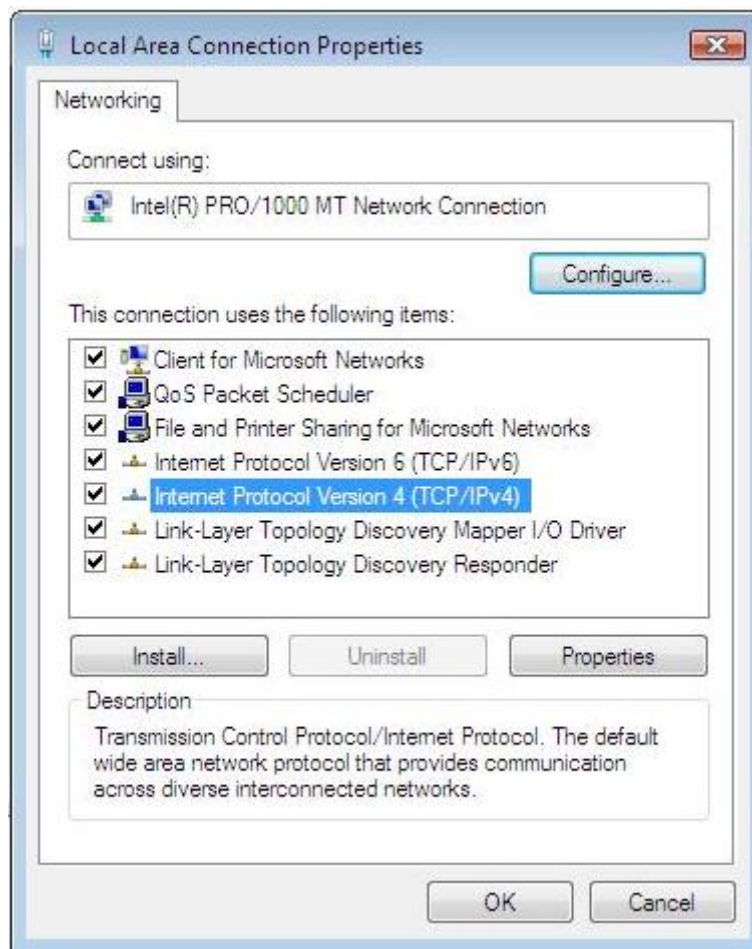 Local Area Connection Properties
Networking
Connect using:
Intel(R) PRO/1000 MT Network Connection
Configure...
This connection uses the following items:
Client for Microsoft Networks
QoS Packet Scheduler
File and Printer Sharing for Microsoft Networks
Internet Protocol Version 6 (TCP/IPv6)
Internet Protocol Version 4 (TCP/IPv4)
Link-Layer Topology Discovery Mapper I/O Driver
Link-Layer Topology Discovery Responder
Install... Uninstall Properties
Description
Transmission Control Protocol/Internet Protocol. The default
wide area network protocol that provides communication
across diverse interconnected networks.
OK Cancel